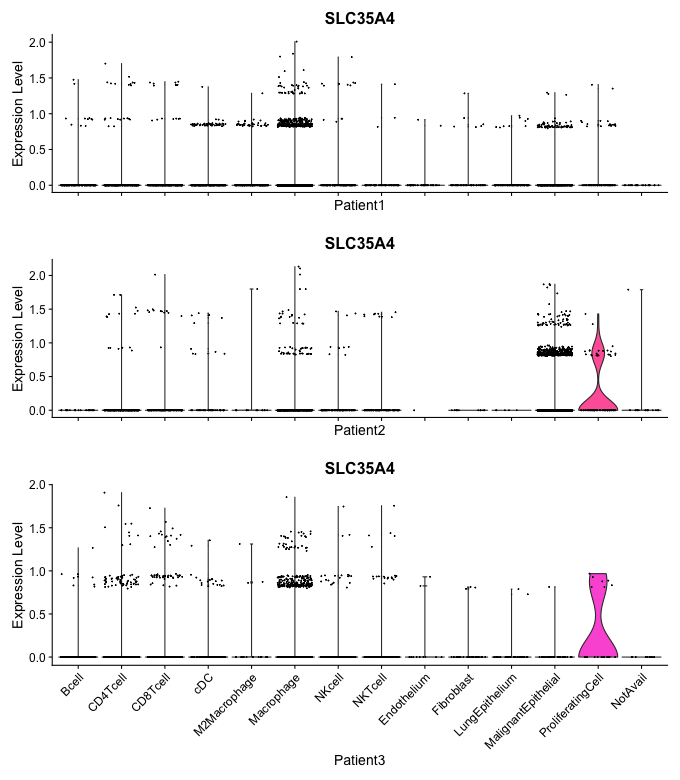 SLC35A4
Expression Level
2.0
1.5
1.0
0.5
0.0
Patient1
SLC35A4
Expression Level
2.0
1.5
1.0
0.5
0.0
Patient2
SLC35A4
Expression Level
2.0
1.5
1.0
0.5
0.0
Bcell
CD4Tcell
CD8Tcell
cDC
M2Macrophage
Macrophage
NKcell
NKTcell
Endothelium
Fibroblast
LungEpithelium
MalignantEpithelial
ProliferatingCell
NotAvail
Patient3